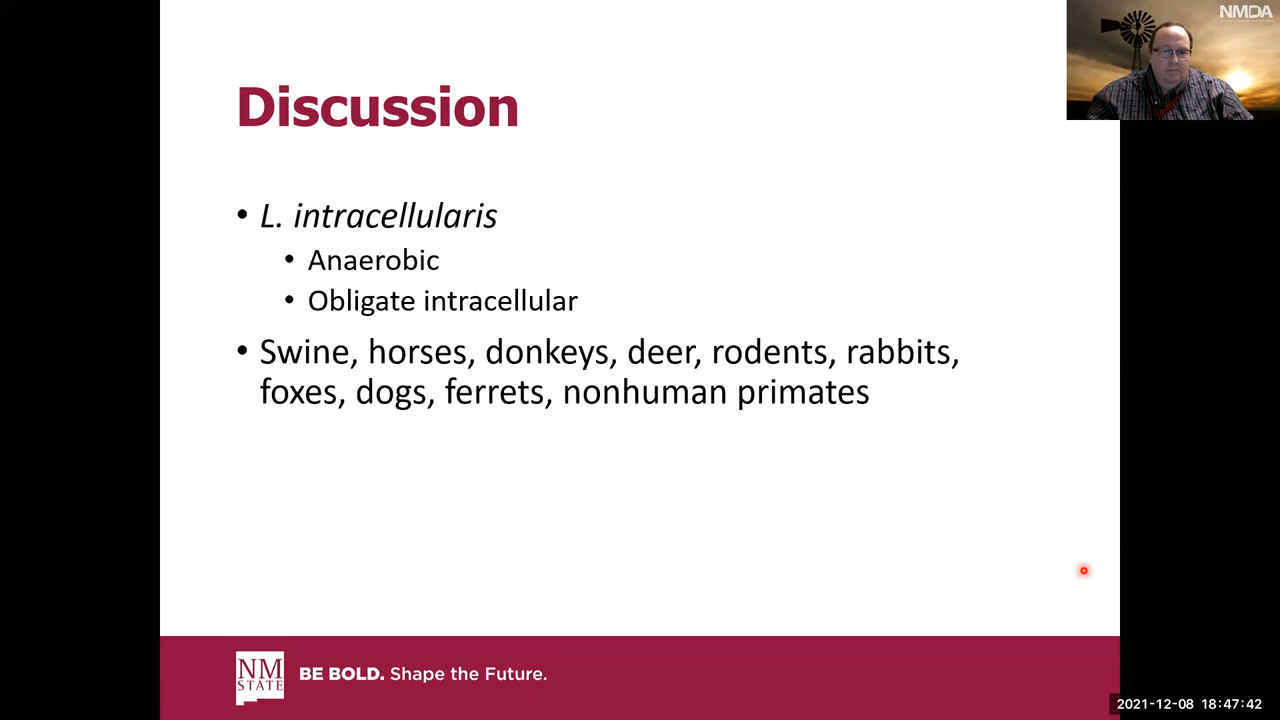 NMDA
Discussion
• L. intracellularis
• Anaerobic
• Obligate intracellular
• Swine, horses, donkeys, deer, rodents, rabbits,
foxes, dogs, ferrets, nonhuman primates
NM
STATE
BE BOLD. Shape the Future.
2021-12-08 18:47:42